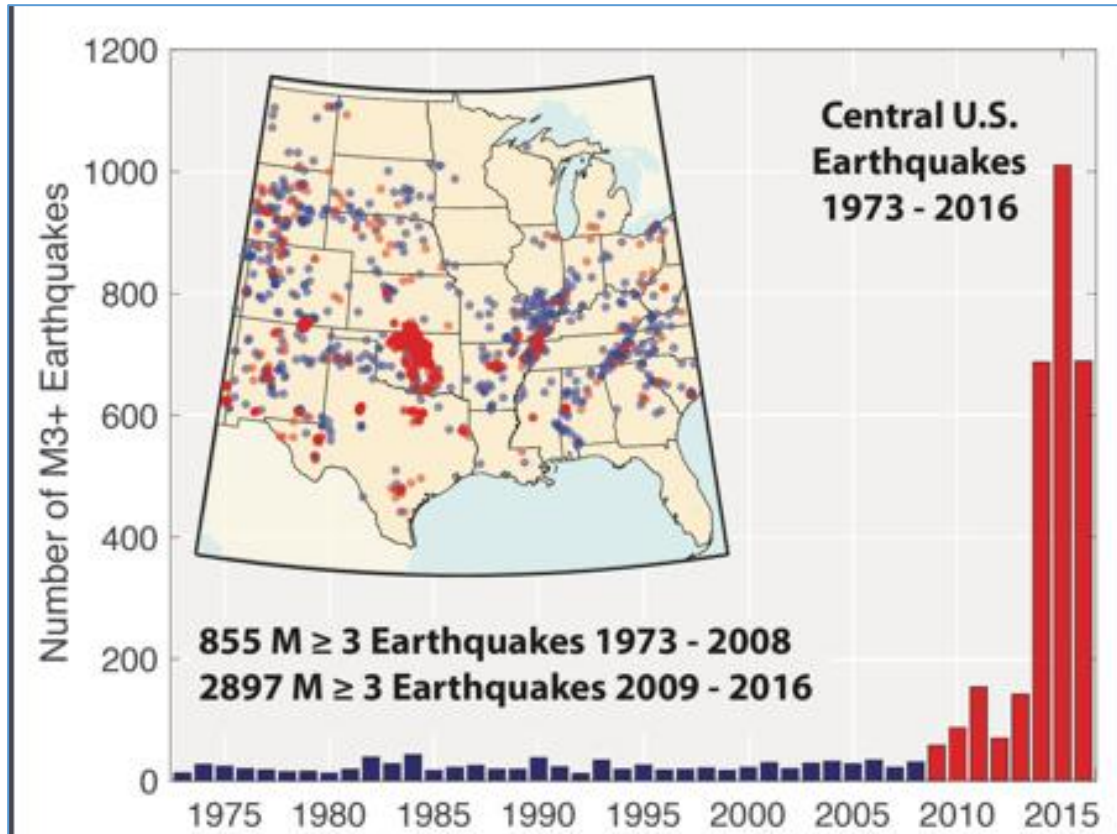 1200
1000
800
600
400
200
0
Number of M3+ Earthquakes
Central U.S.
Earthquakes
1973 - 2016
855 M ≥ 3 Earthquakes 1973 - 2008
2897 M ≥ 3 Earthquakes 2009 - 2016
1975 1980 1985 1990 1995 2000 2005 2010 2015